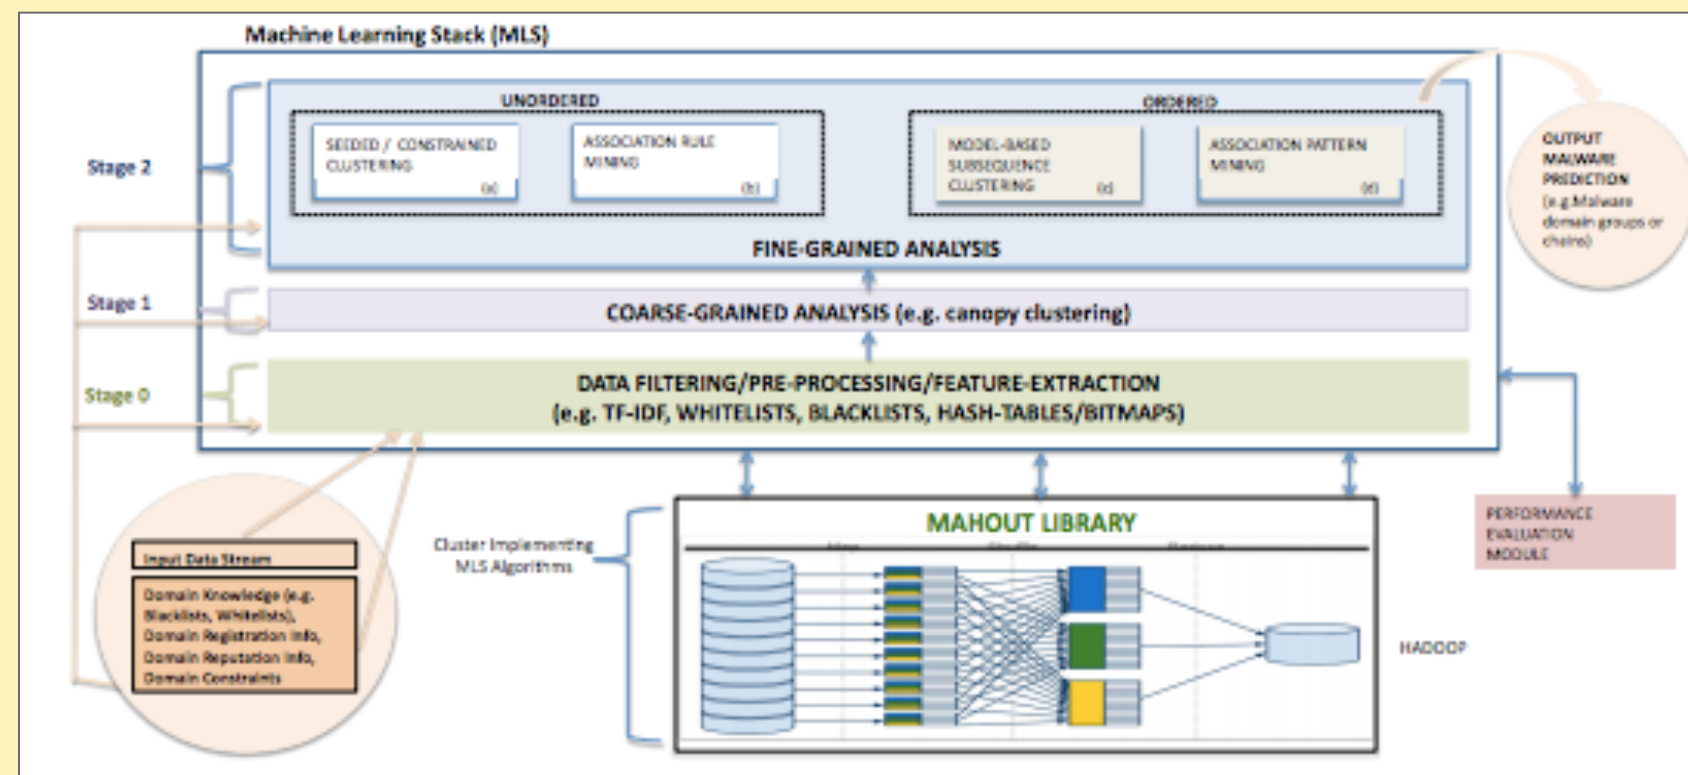 Machine Learning Stack (MLS)
UNORDERED
ORDERED
Stage 2
SEEDED / CONSTRAINED
CLUSTERING
(a)
ASSOCIATION RULE
MINING
(b)
MODEL-BASED
SUBSEQUENCE
CLUSTERING
(c)
ASSOCIATION PATTERN
MINING
(d)
FINE-GRAINED ANALYSIS
OUTPUT
MALWARE
PREDICTION
(e.g.Malware
domain groups or
chains)
Stage 1
COARSE-GRAINED ANALYSIS (e.g. canopy clustering)
Stage 0
DATA FILTERING/PRE-PROCESSING/FEATURE-EXTRACTION
(e.g. TF-IDF, WHITELISTS, BLACKLISTS, HASH-TABLES/BITMAPS)
Input Data Stream
Domain Knowledge (e.g.
Blacklists, Whitelists),
Domain Registration Info,
Domain Reputation Info,
Domain Constraints
Cluster Implementing
MLS Algorithms
MAHOUT LIBRARY
HADOOP
PERFORMANCE
EVALUATION
MODULE